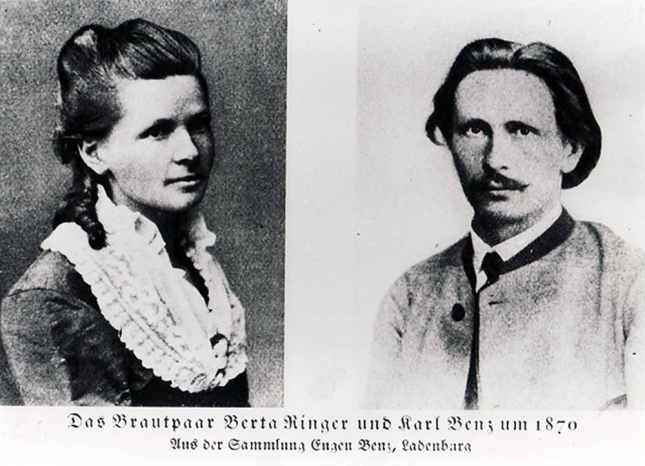 Das Brautpaar Berta Ringer und Karl Benz um 1870
Aus der Sammlung Eugen Benz, Ladenburg